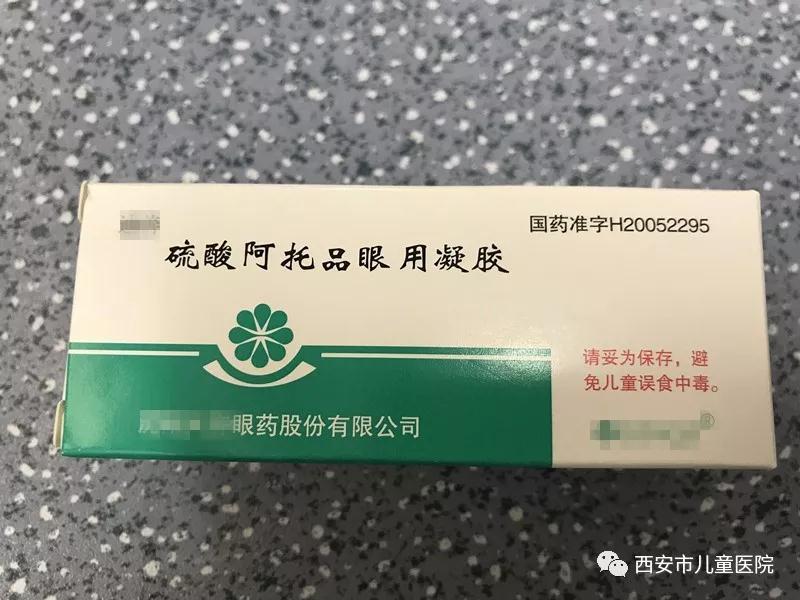 国药准字H20052295
硫酸阿托品眼用凝胶
请妥为保存，避
免儿童误食中毒。
眼药股份有限公司
®
西安市儿童医院